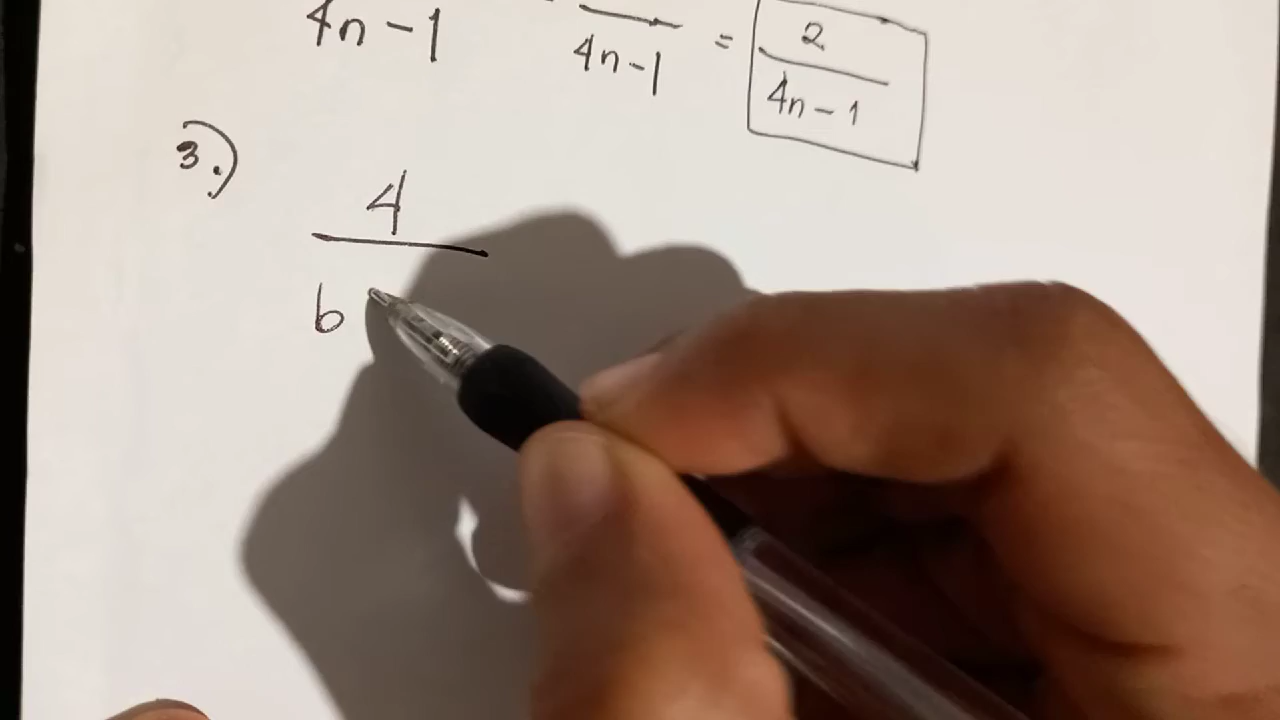 4n - 1 4n - 1 = 2 / 4n - 1
3.) 4
b